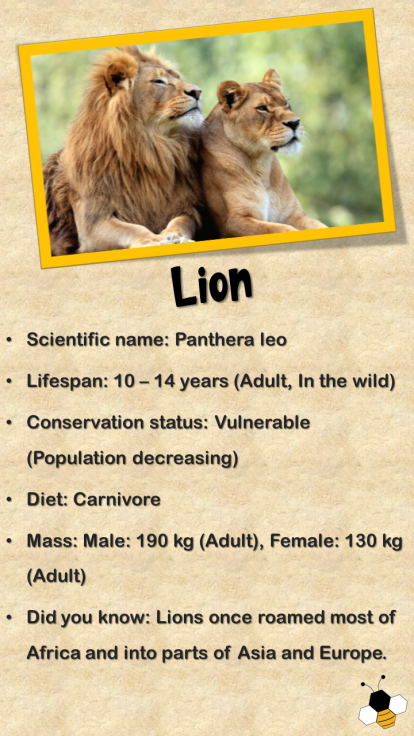 Lion
• Scientific name: Panthera leo
• Lifespan: 10 – 14 years (Adult, In the wild)
• Conservation status: Vulnerable
(Population decreasing)
• Diet: Carnivore
• Mass: Male: 190 kg (Adult), Female: 130 kg
(Adult)
• Did you know: Lions once roamed most of
Africa and into parts of Asia and Europe.